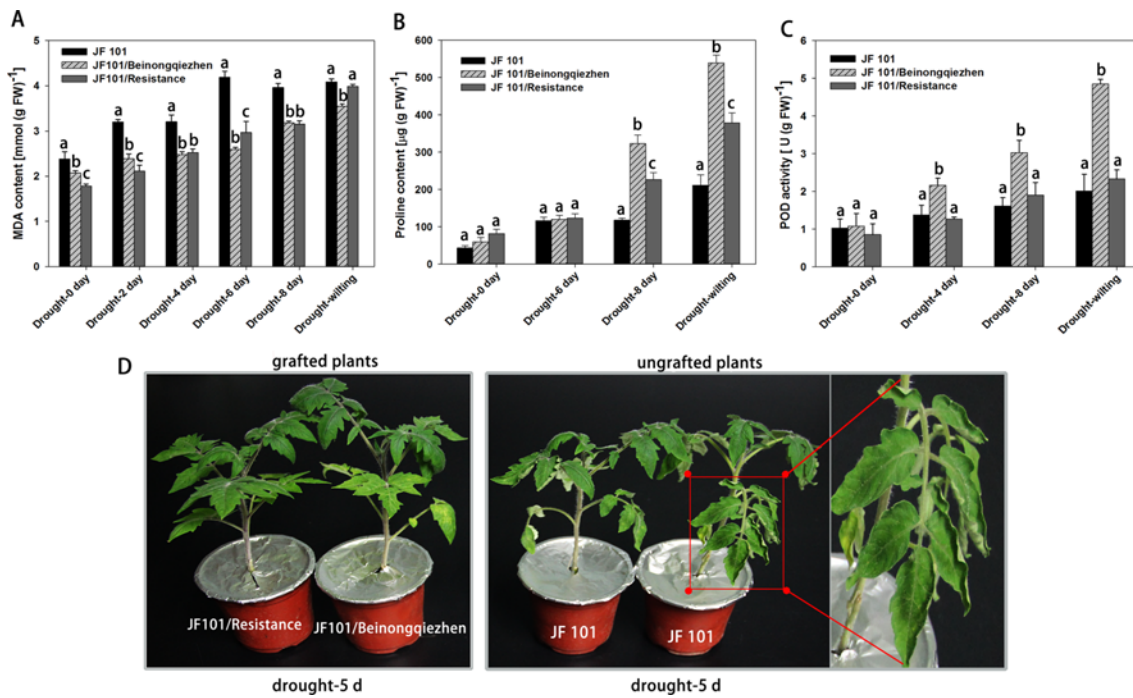 A
JF 101
JF101/Beinongqiezhen
JF101/Resistance
MDA content [mmol (g FW)⁻¹]
5
4
3
2
1
0
a
b
c
a
b
c
a
b
b
a
b
c
a
bb
a
b
a
Drought-0 day
Drought-2 day
Drought-4 day
Drought-6 day
Drought-8 day
Drought-wilting
B
JF 101
JF 101/Beinongqiezhen
JF 101/Resistance
Proline content [µg (g FW)⁻¹]
600
500
400
300
200
100
0
a
a
a
a
a
a
a
b
c
a
b
c
Drought-0 day
Drought-6 day
Drought-8 day
Drought-wilting
C
JF 101
JF 101/Beinongqiezhen
JF 101/Resistance
POD activity [ U (g FW)⁻¹]
6
5
4
3
2
1
0
a
a
a
a
b
a
a
b
a
a
b
a
Drought-0 day
Drought-4 day
Drought-8 day
Drought-wilting
D
grafted plants
ungrafted plants
JF101/Resistance
JF101/Beinongqiezhen
JF 101
JF 101
drought-5 d
drought-5 d